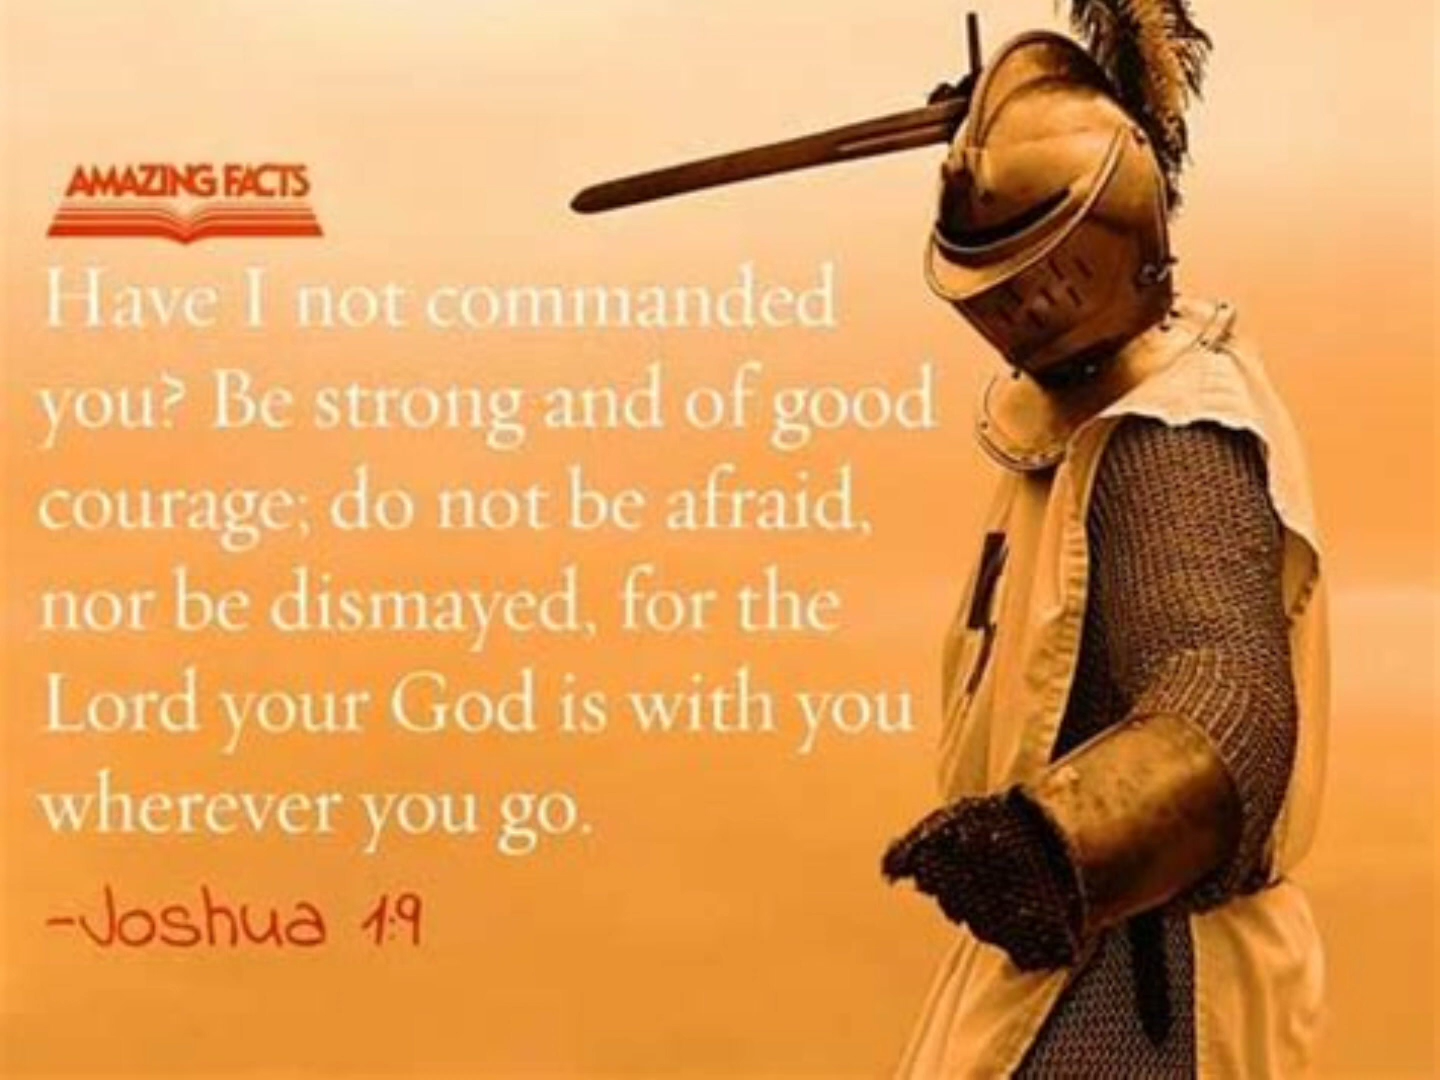 AMAZING FACTS
Have I not commanded
you? Be strong and of good
courage; do not be afraid,
nor be dismayed, for the
Lord your God is with you
wherever you go.
-Joshua 1:9